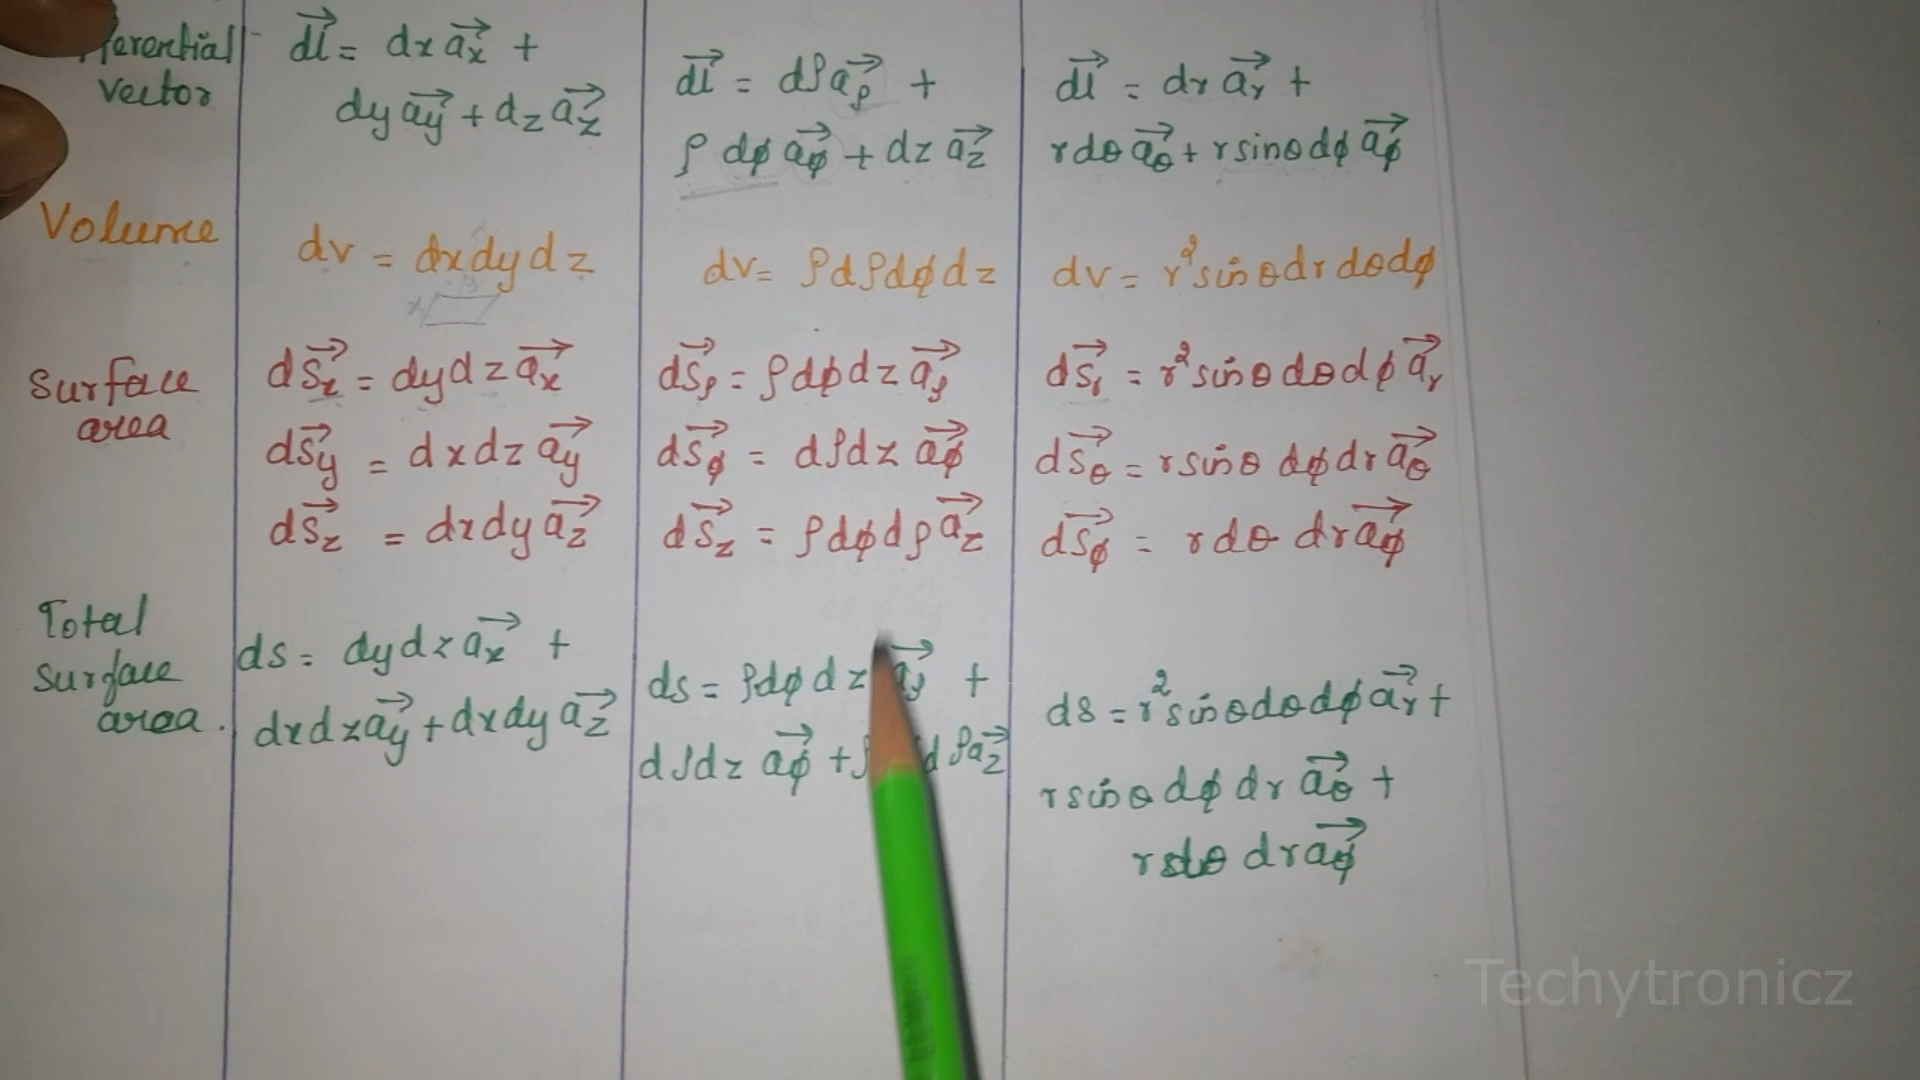 ferential
vector
dl⃗ = dx a⃗x +
dy a⃗y + dz a⃗z
dl⃗ = dρ a⃗ρ +
ρ dϕ a⃗ϕ + dz a⃗z
dl⃗ = dr a⃗r +
r dθ a⃗θ + r sinθ dϕ a⃗ϕ
Volume
dv = dx dy dz
dv = ρ dρ dϕ dz
dv = r² sinθ dr dθ dϕ
Surface
area
ds⃗x = dy dz a⃗x
ds⃗y = dx dz a⃗y
ds⃗z = dx dy a⃗z
ds⃗ρ = ρ dϕ dz a⃗ρ
ds⃗ϕ = dρ dz a⃗ϕ
ds⃗z = ρ dϕ dρ a⃗z
ds⃗r = r² sinθ dθ dϕ a⃗r
ds⃗θ = r sinθ dϕ dr a⃗θ
ds⃗ϕ = r dθ dr a⃗ϕ
Total
surface
area.
ds = dy dz a⃗x +
dx dz a⃗y + dx dy a⃗z
ds = ρ dϕ dz a⃗ρ +
dρ dz a⃗ϕ + ρ d ρ a⃗z
ds = r² sinθ dθ dϕ a⃗r +
r sinθ dϕ dr a⃗θ +
r dθ dr a⃗ϕ
Techytronicz